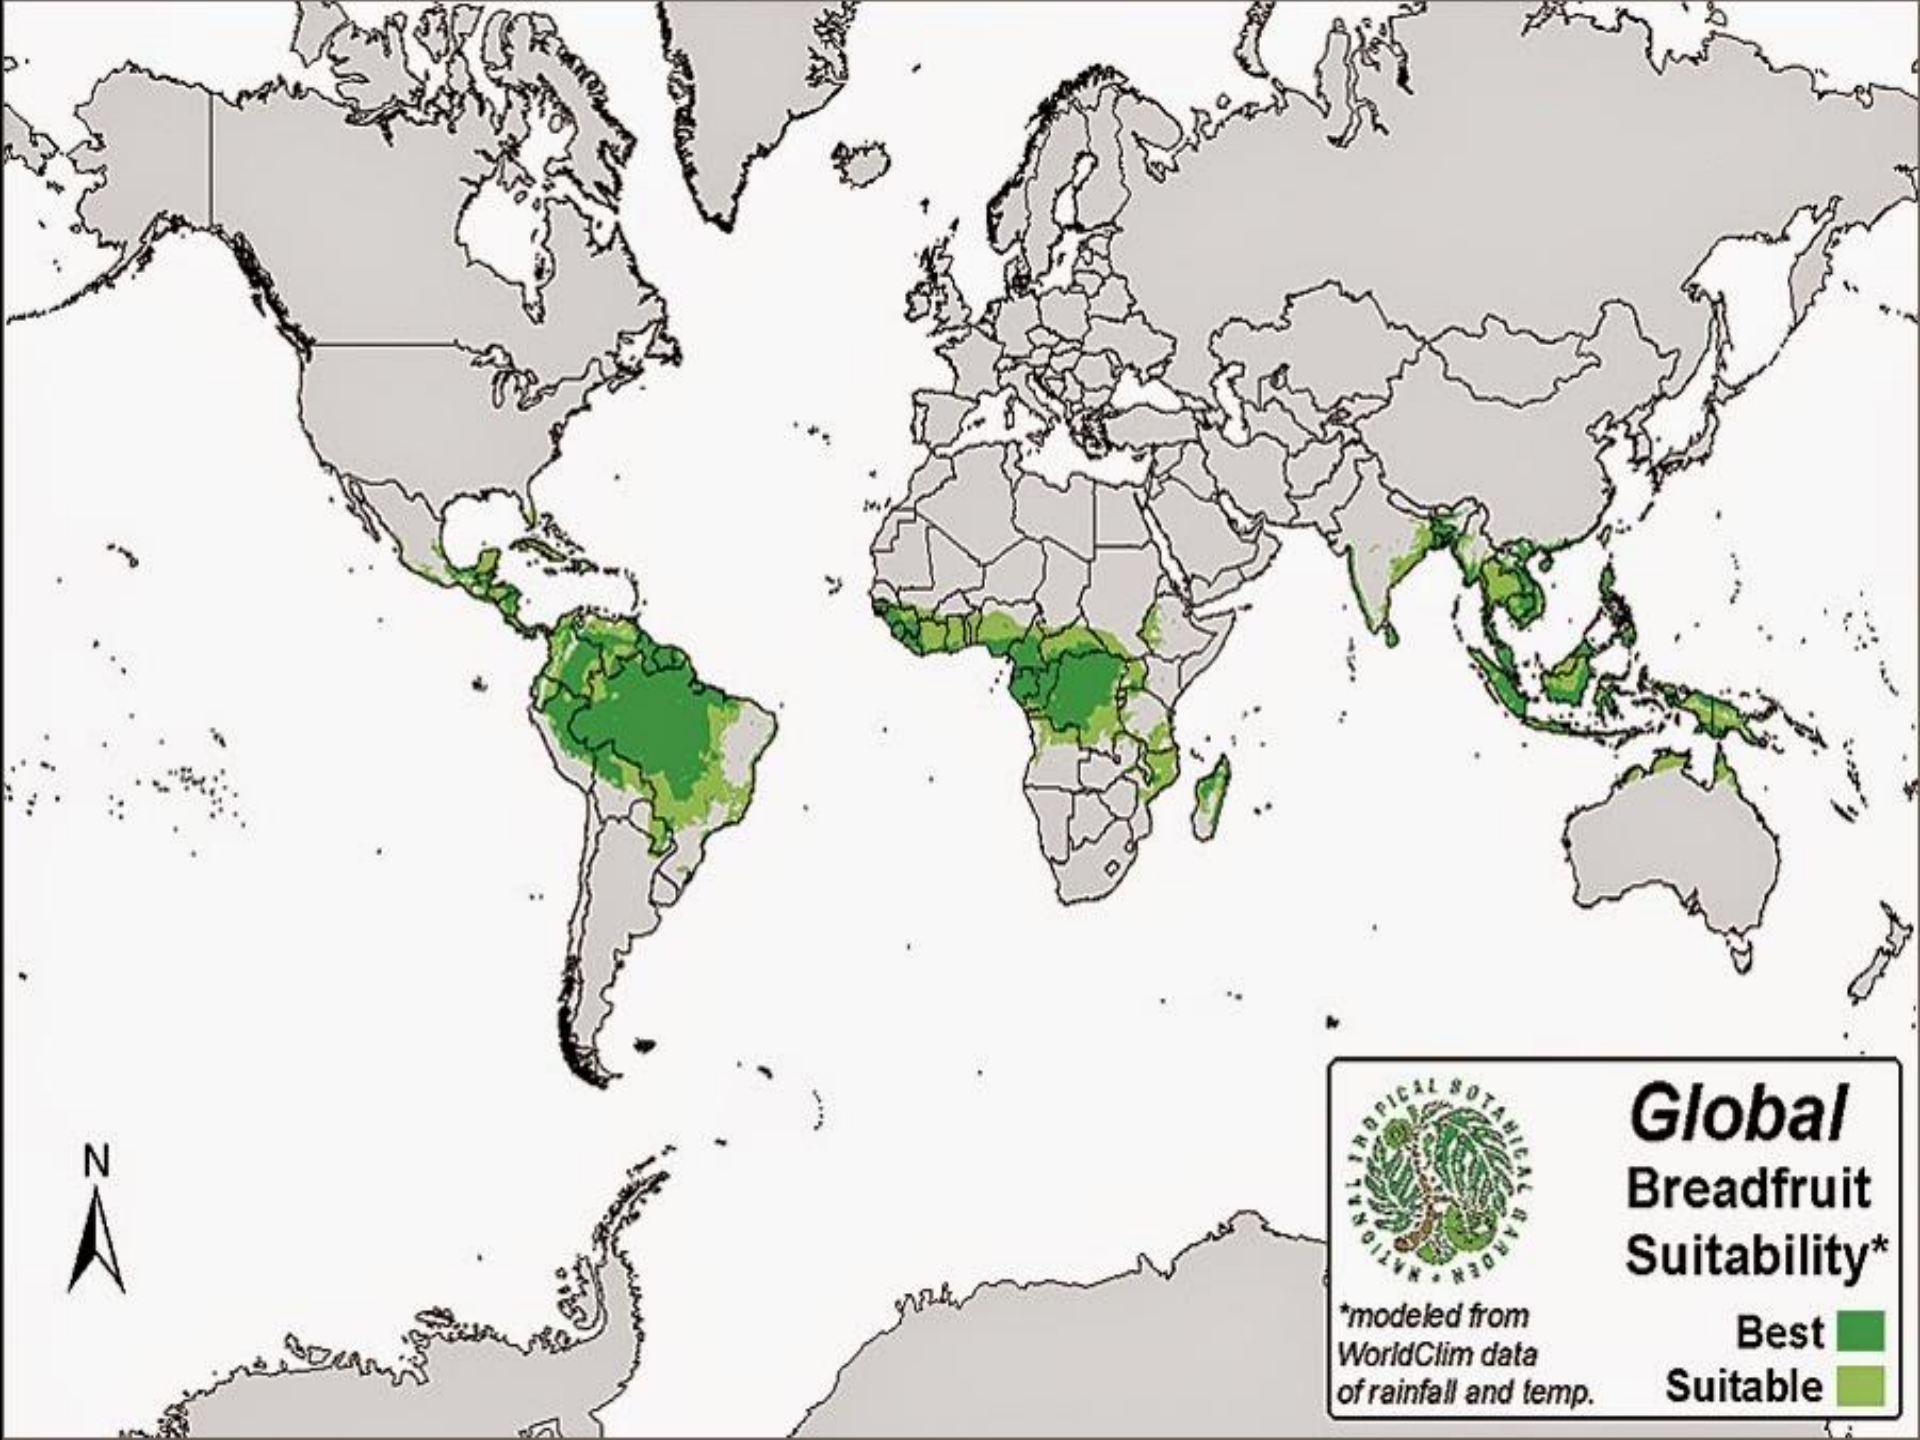 N
NATIONAL TROPICAL BOTANICAL GARDEN •
Global
Breadfruit
Suitability*
*modeled from
WorldClim data
of rainfall and temp.
Best
Suitable